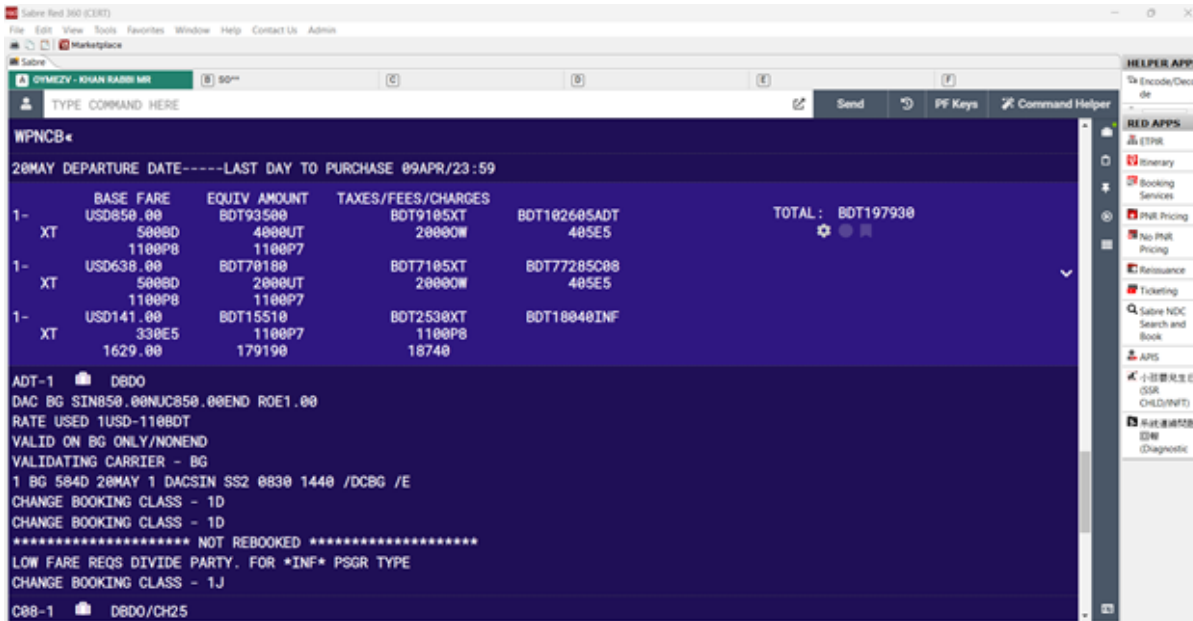 Sabre Red 360 (CERT)
File Edit View Tools Favorites Window Help Contact Us Admin
Marketplace
Sabre
A OYMEZV - KHAN RABBI MR B SG** C D E F
TYPE COMMAND HERE Send PF Keys Command Helper
WPNCB«
20MAY DEPARTURE DATE-----LAST DAY TO PURCHASE 09APR/23:59
BASE FARE EQUIV AMOUNT TAXES/FEES/CHARGES
1- USD850.00 BDT93500 BDT9105XT BDT102605ADT TOTAL: BDT197930
XT 500BD 4000UT 2000OW 405E5
1100P8 1100P7
1- USD638.00 BDT70180 BDT7105XT BDT77285C08
XT 500BD 2000UT 2000OW 405E5
1100P8 1100P7
1- USD141.00 BDT15510 BDT2530XT BDT18040INF
XT 330E5 1100P7 1100P8
1629.00 179190 18740
ADT-1 DBDO
DAC BG SIN850.00NUC850.00END ROE1.00
RATE USED 1USD-110BDT
VALID ON BG ONLY/NONEND
VALIDATING CARRIER - BG
1 BG 584D 20MAY 1 DACSIN SS2 0830 1440 /DCBG /E
CHANGE BOOKING CLASS - 1D
CHANGE BOOKING CLASS - 1D
********************* NOT REBOOKED ********************
LOW FARE REQS DIVIDE PARTY. FOR *INF* PSGR TYPE
CHANGE BOOKING CLASS - 1J
C08-1 DBDO/CH25
HELPER APP
Encode/Deco
de
RED APPS
ETPIR
Itinerary
Booking
Services
PNR Pricing
No PNR
Pricing
Reissuance
Ticketing
Sabre NDC
Search and
Book
APIS
(SSR
CHLD/INFT)
(Diagnostic